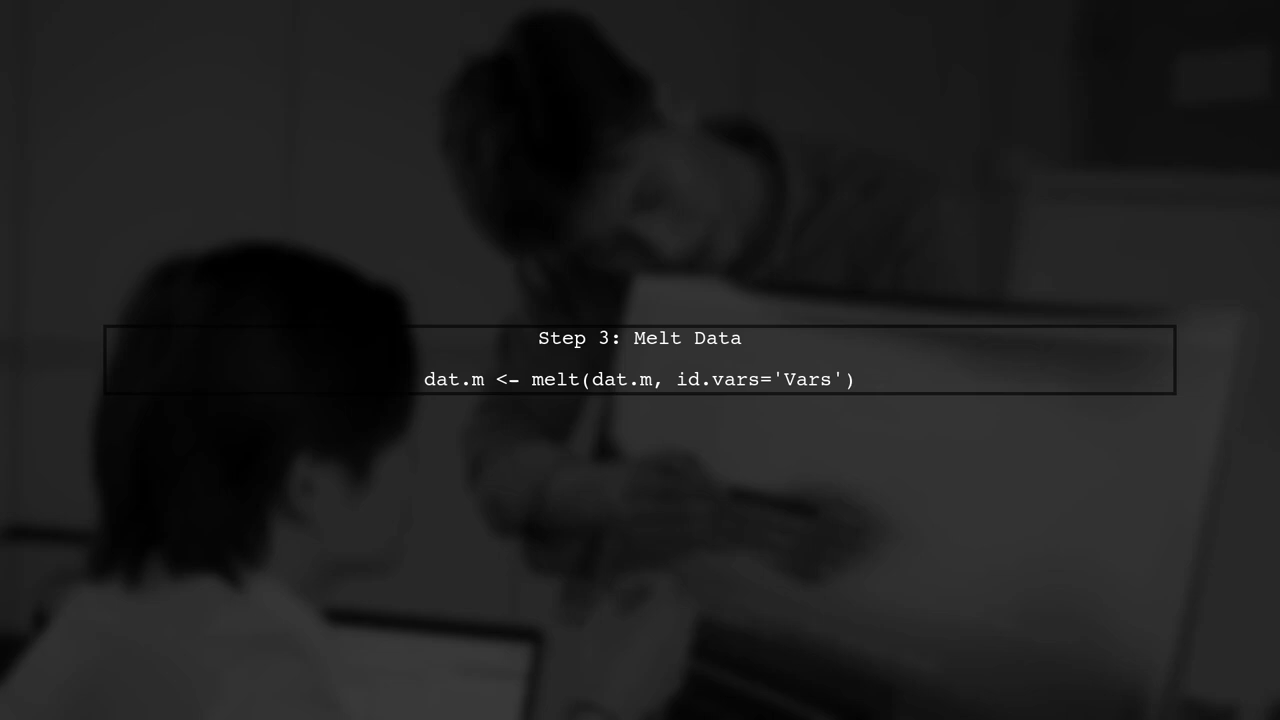 Step 3: Melt Data
dat.m <- melt(dat.m, id.vars='Vars')